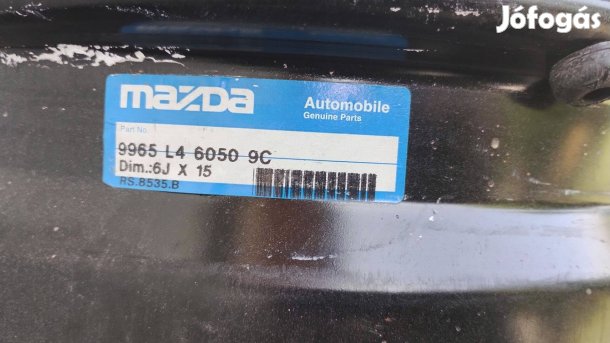 Jófogás
mazda
Automobile
Genuine Parts
Part No.
9965 L4 6050 9C
Dim.:6J X 15
RS.8535.B